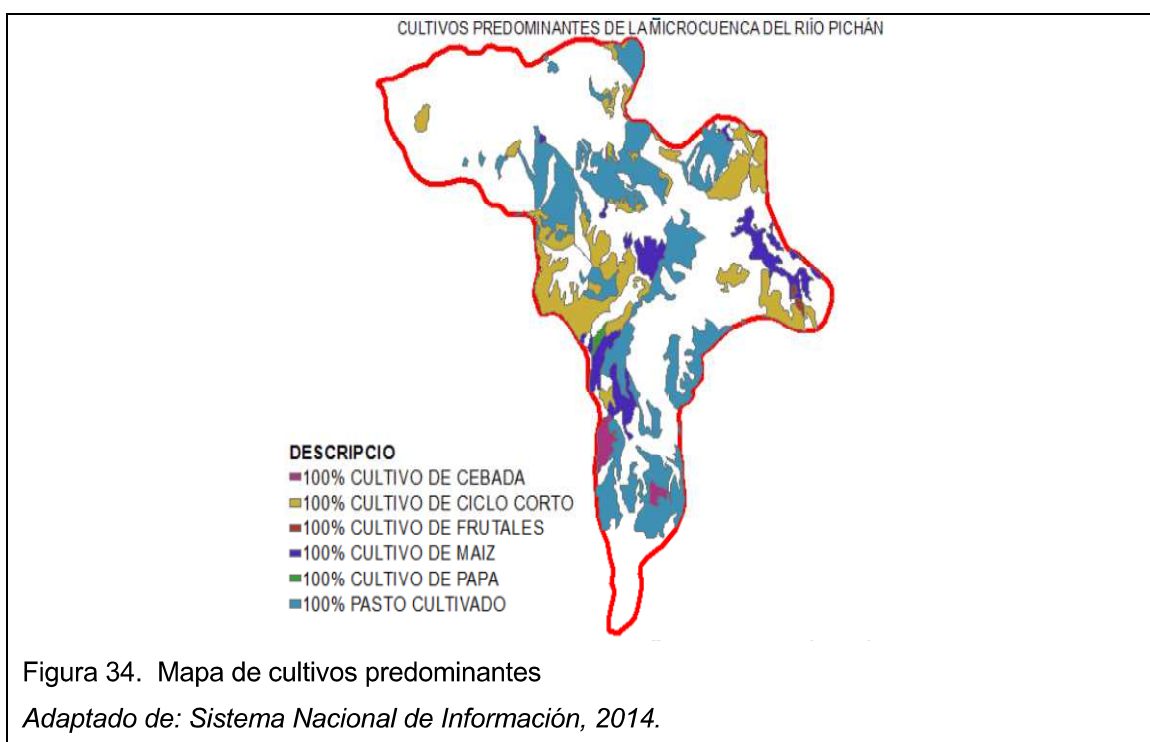 CULTIVOS PREDOMINANTES DE LA MICROCUENCA DEL RIÍO PICHÁN
DESCRIPCIO
100% CULTIVO DE CEBADA
100% CULTIVO DE CICLO CORTO
100% CULTIVO DE FRUTALES
100% CULTIVO DE MAIZ
100% CULTIVO DE PAPA
100% PASTO CULTIVADO
Figura 34. Mapa de cultivos predominantes
Adaptado de: Sistema Nacional de Información, 2014.